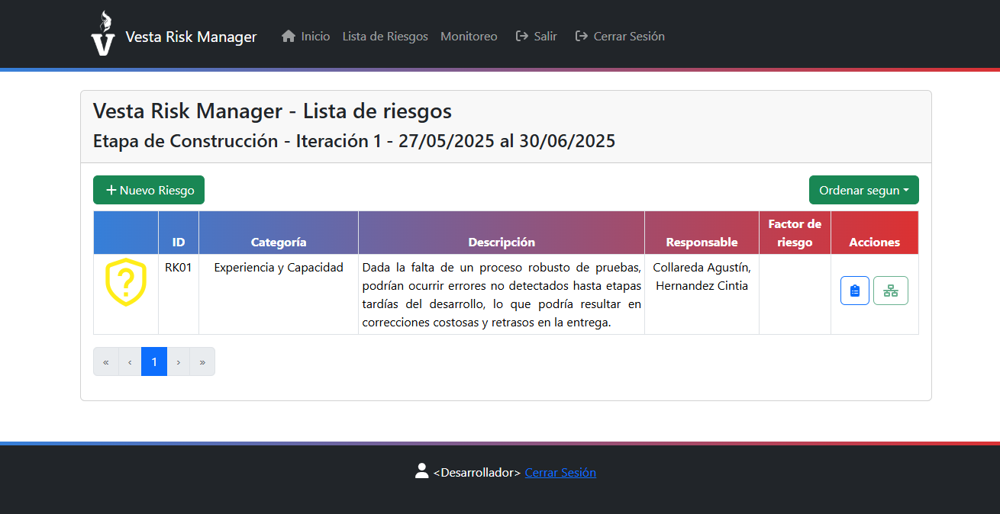 V Vesta Risk Manager Inicio Lista de Riesgos Monitoreo Salir Cerrar Sesión
Vesta Risk Manager - Lista de riesgos
Etapa de Construcción - Iteración 1 - 27/05/2025 al 30/06/2025
+ Nuevo Riesgo Ordenar segun
ID Categoría Descripción Responsable Factor de riesgo Acciones
RK01 Experiencia y Capacidad
Dada la falta de un proceso robusto de pruebas,
podrían ocurrir errores no detectados hasta etapas
tardías del desarrollo, lo que podría resultar en
correcciones costosas y retrasos en la entrega.
Collareda Agustín,
Hernandez Cintia
« ‹ 1 › »
<Desarrollador> Cerrar Sesión